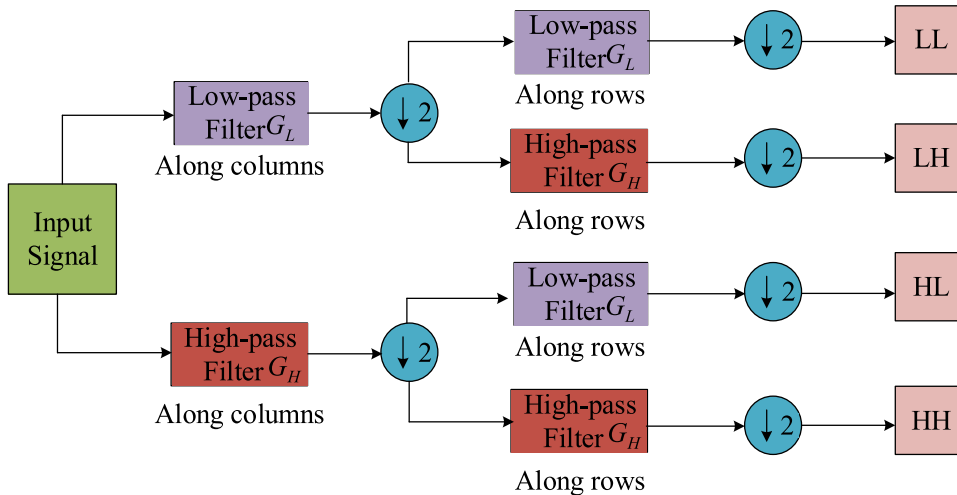 Input
Signal
Low-pass
Filter G_L
Along columns
↓ 2
Low-pass
Filter G_L
Along rows
↓ 2
LL
High-pass
Filter G_H
Along rows
↓ 2
LH
High-pass
Filter G_H
Along columns
↓ 2
Low-pass
Filter G_L
Along rows
↓ 2
HL
High-pass
Filter G_H
Along rows
↓ 2
HH